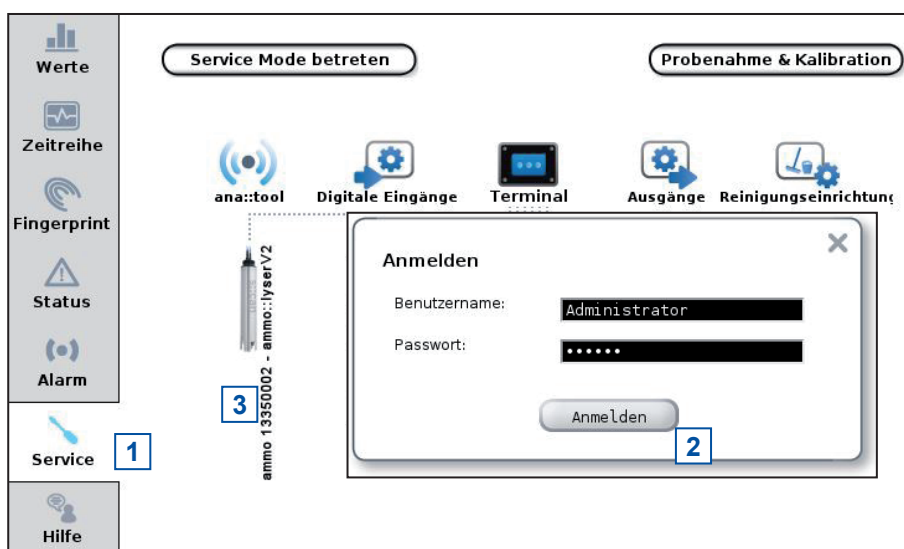 Werte
Zeitreihe
Fingerprint
Status
Alarm
Service
Hilfe
1
Service Mode betreten
Probenahme & Kalibration
ana::tool
Digitale Eingänge
Terminal
Ausgänge
Reinigungseinrichtung
ammo 13350002 - ammo::lyserV2
3
Anmelden
Benutzername:
Administrator
Passwort:
••••••
Anmelden
2